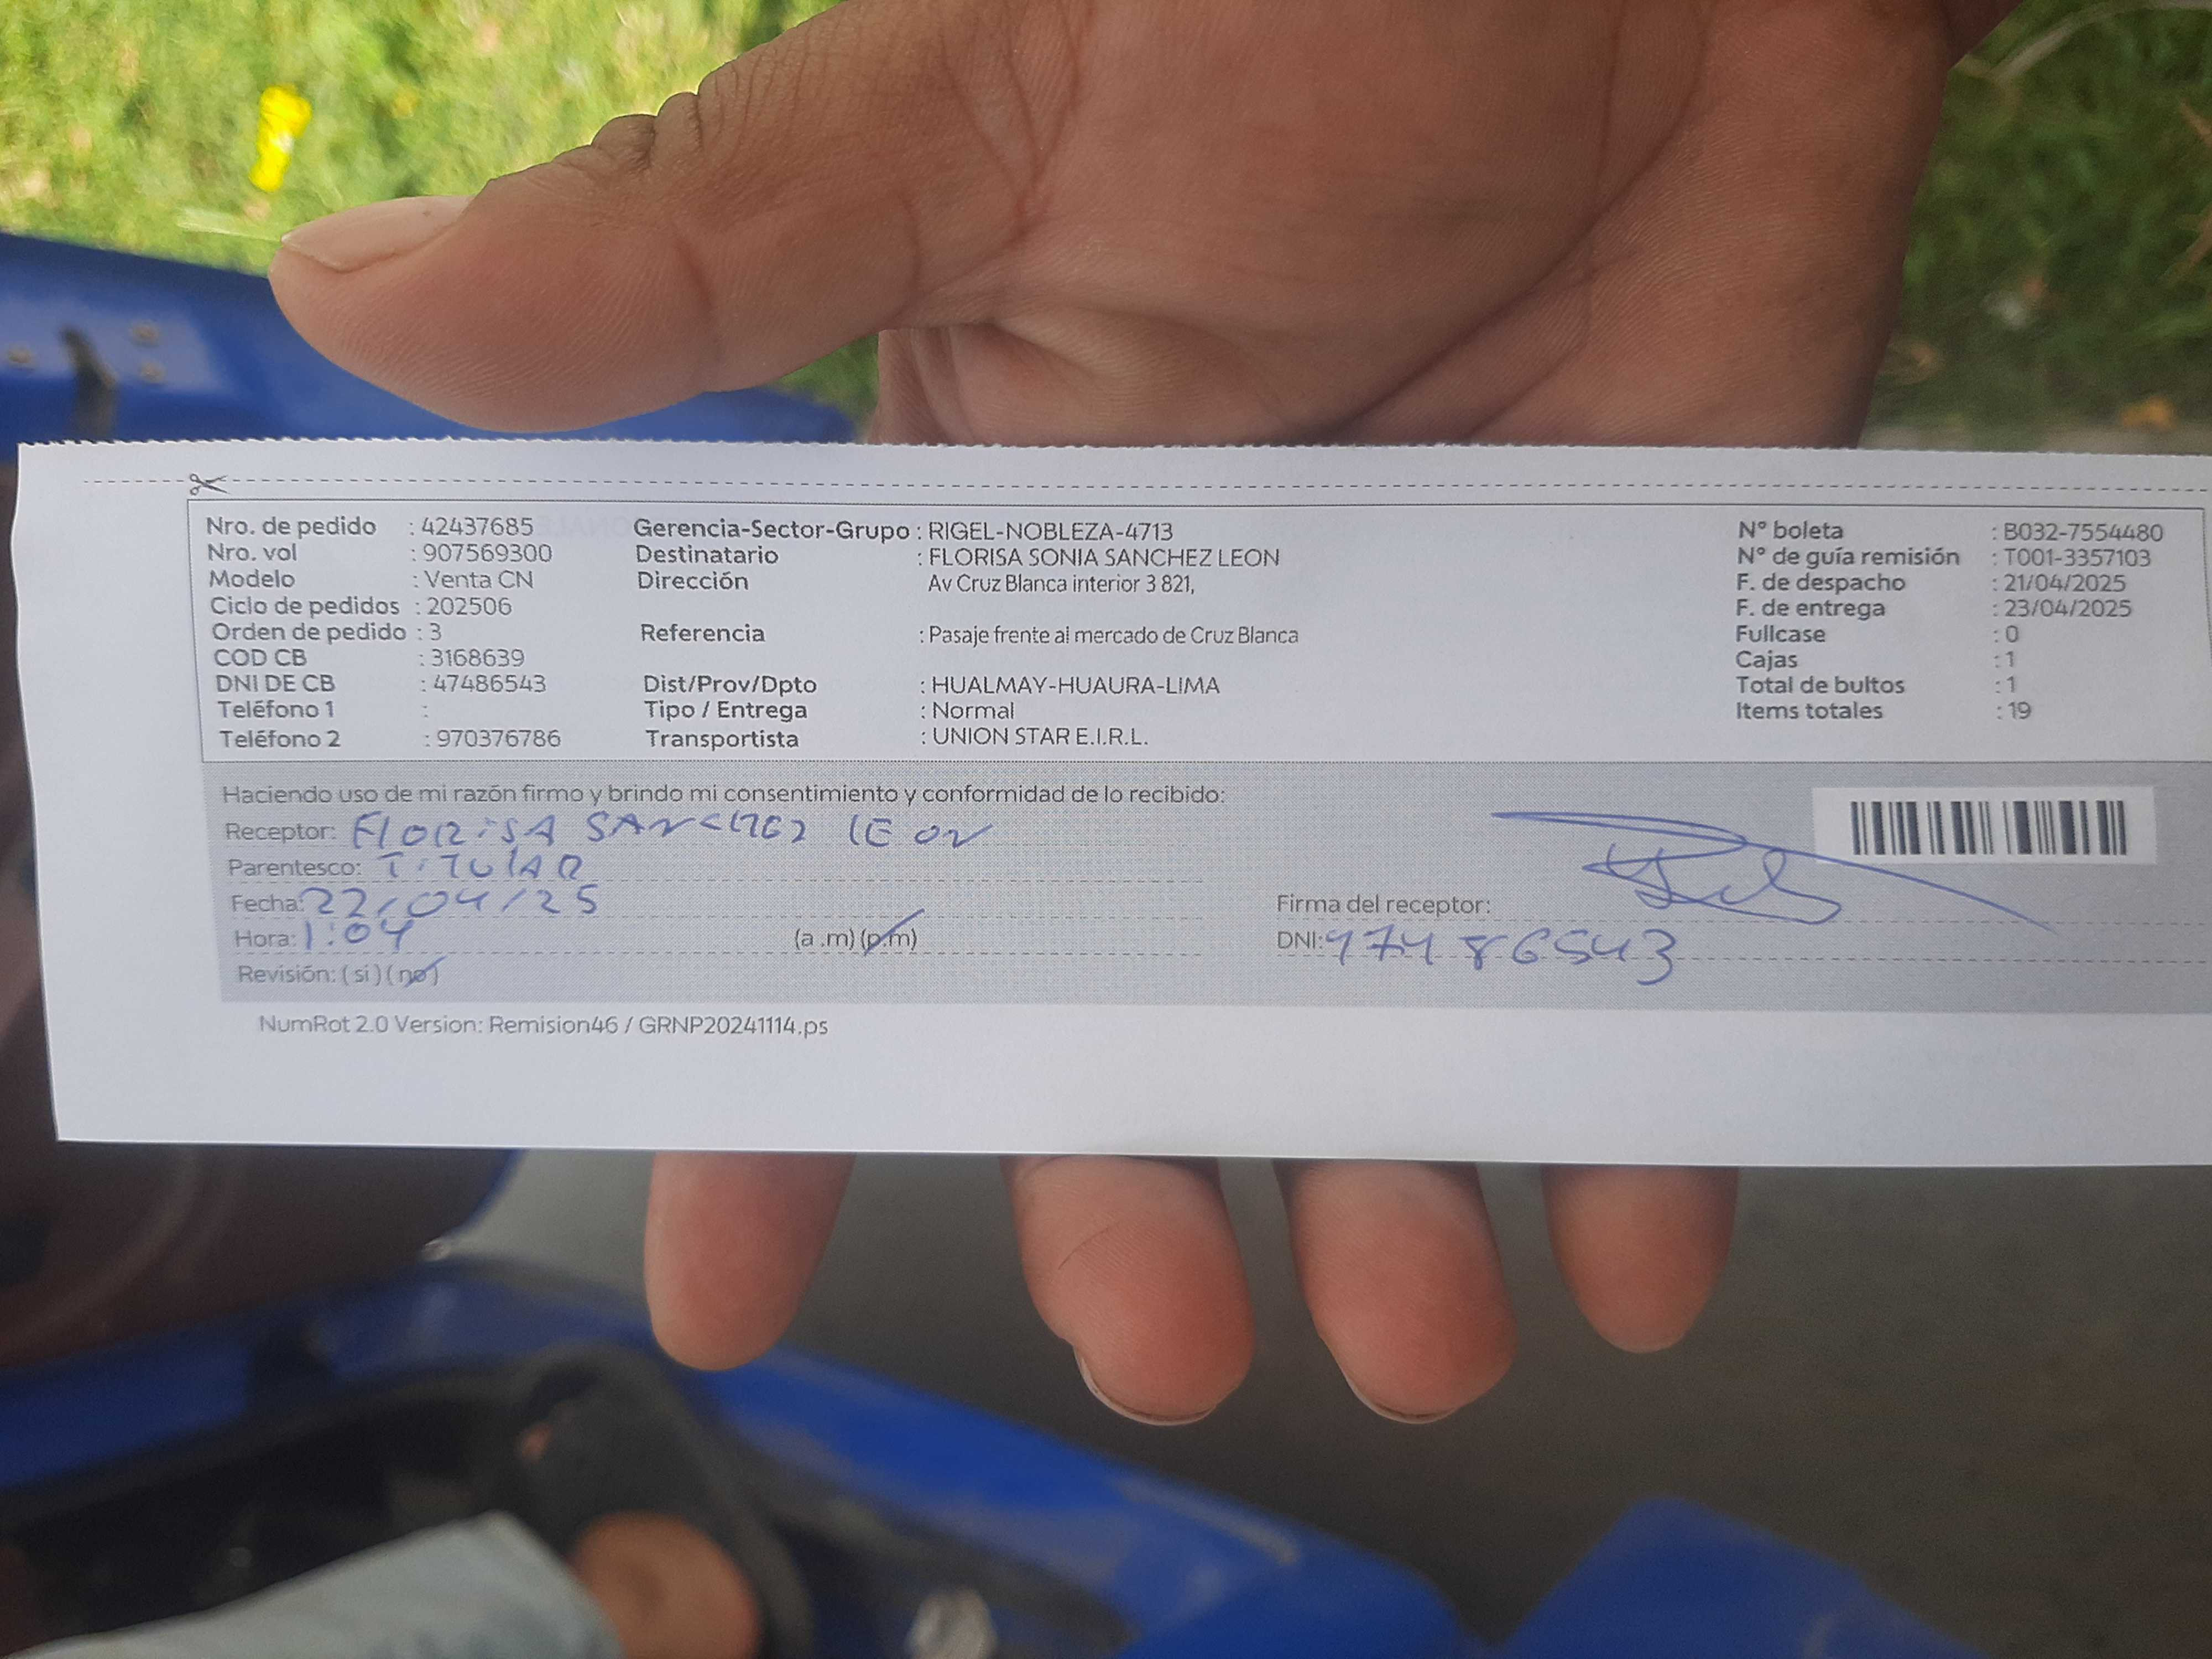 Nro. de pedido : 42437685
Nro. vol : 907569300
Modelo : Venta CN
Ciclo de pedidos : 202506
Orden de pedido : 3
COD CB : 3168639
DNI DE CB : 47486543
Teléfono 1 :
Teléfono 2 : 970376786
Gerencia-Sector-Grupo : RIGEL-NOBLEZA-4713
Destinatario : FLORISA SONIA SANCHEZ LEON
Dirección Av Cruz Blanca interior 3 821,
Referencia : Pasaje frente al mercado de Cruz Blanca
Dist/Prov/Dpto : HUALMAY-HUAURA-LIMA
Tipo / Entrega : Normal
Transportista : UNION STAR E.I.R.L.
N° boleta : B032-7554480
N° de guía remisión : T001-3357103
F. de despacho : 21/04/2025
F. de entrega : 23/04/2025
Fullcase : 0
Cajas : 1
Total de bultos : 1
Items totales : 19
Haciendo uso de mi razón firmo y brindo mi consentimiento y conformidad de lo recibido:
Receptor: FlORiSA SANCHEZ lEON
Parentesco: TiTUlAR
Fecha: 22/04/25
Hora: 1:04 (a .m) (p.m)
Revisión: ( si ) ( no )
Firma del receptor:
DNI: 47486543
NumRot 2.0 Version: Remision46 / GRNP20241114.ps